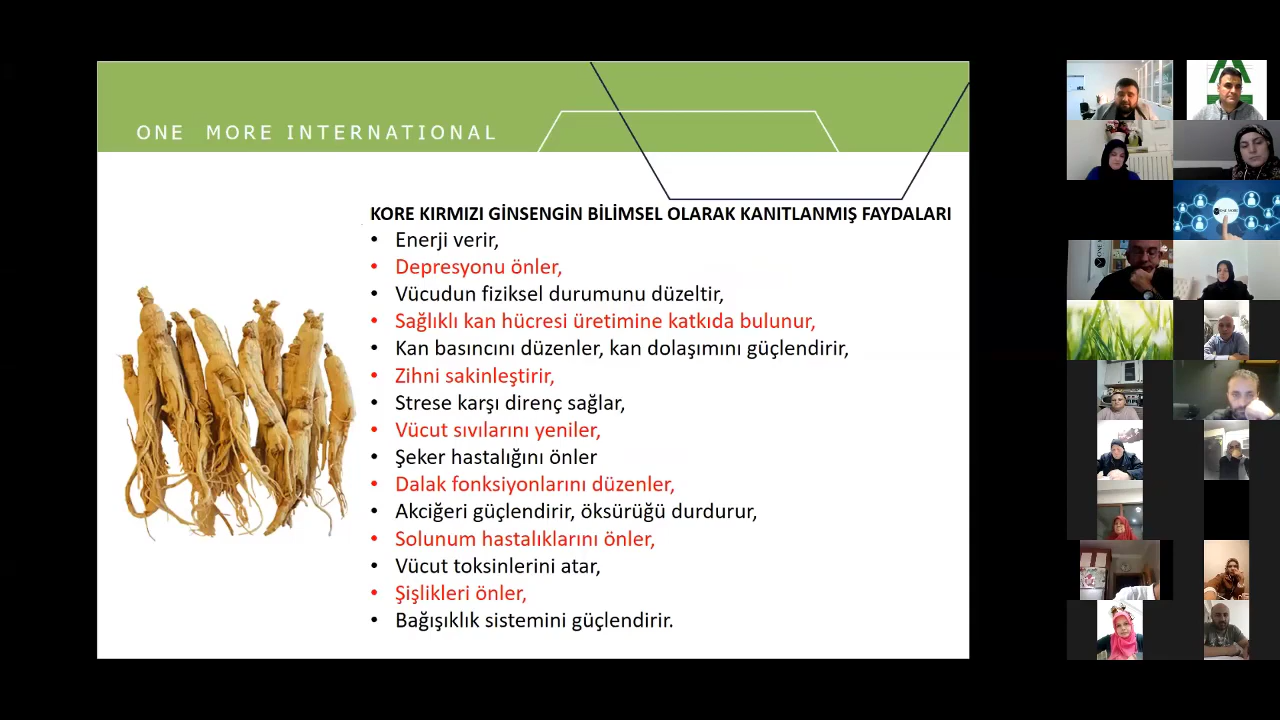 ONE MORE INTERNATIONAL
KORE KIRMIZI GİNSENGİN BİLİMSEL OLARAK KANITLANMIŞ FAYDALARI
• Enerji verir,
• Depresyonu önler,
• Vücudun fiziksel durumunu düzeltir,
• Sağlıklı kan hücresi üretimine katkıda bulunur,
• Kan basıncını düzenler, kan dolaşımını güçlendirir,
• Zihni sakinleştirir,
• Strese karşı direnç sağlar,
• Vücut sıvılarını yeniler,
• Şeker hastalığını önler
• Dalak fonksiyonlarını düzenler,
• Akciğeri güçlendirir, öksürüğü durdurur,
• Solunum hastalıklarını önler,
• Vücut toksinlerini atar,
• Şişlikleri önler,
• Bağışıklık sistemini güçlendirir.